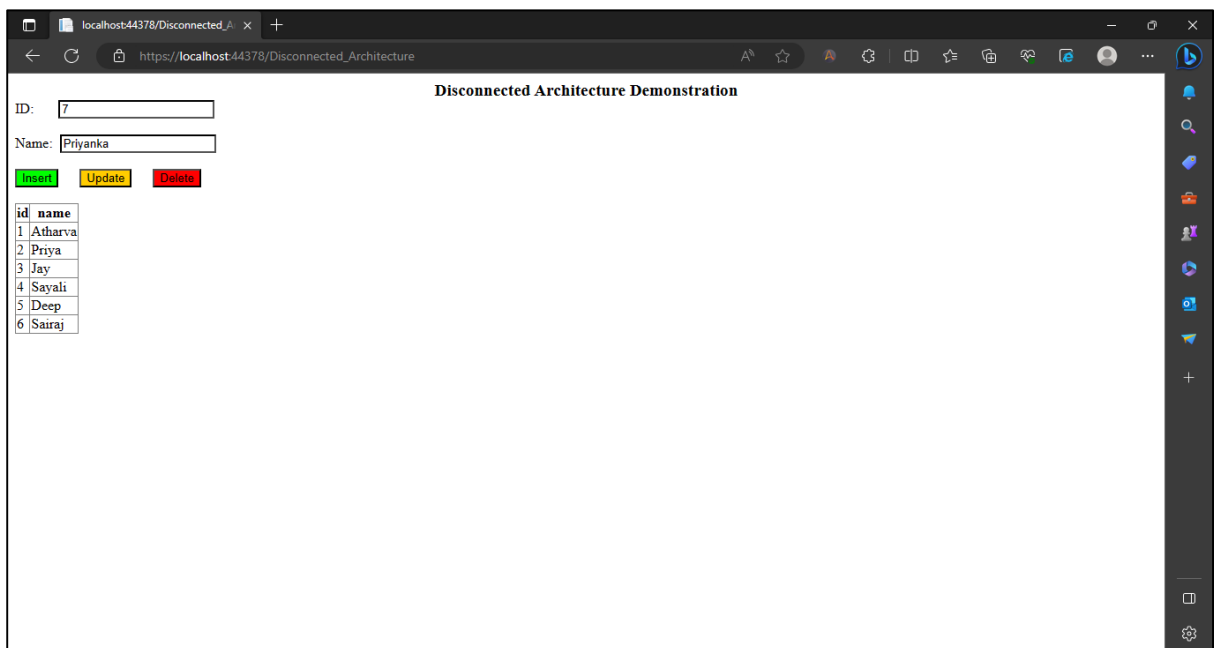 localhost:44378/Disconnected_A
https://localhost:44378/Disconnected_Architecture
Disconnected Architecture Demonstration
ID: 7
Name: Priyanka
Insert Update Delete
id name
1 Atharva
2 Priya
3 Jay
4 Sayali
5 Deep
6 Sairaj